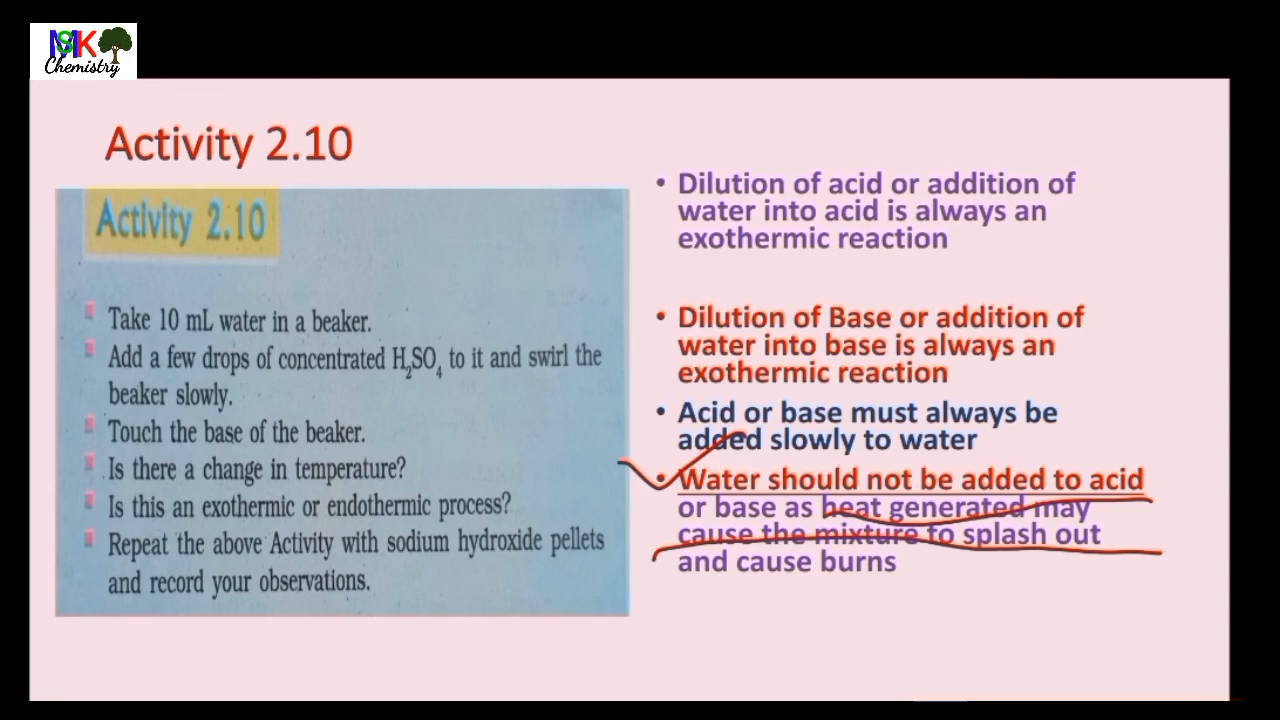 MSK
Chemistry
Activity 2.10
Activity 2.10
Take 10 mL water in a beaker.
Add a few drops of concentrated H₂SO₄ to it and swirl the
beaker slowly.
Touch the base of the beaker.
Is there a change in temperature?
Is this an exothermic or endothermic process?
Repeat the above Activity with sodium hydroxide pellets
and record your observations.
• Dilution of acid or addition of
water into acid is always an
exothermic reaction
• Dilution of Base or addition of
water into base is always an
exothermic reaction
• Acid or base must always be
added slowly to water
• Water should not be added to acid
or base as heat generated may
cause the mixture to splash out
and cause burns